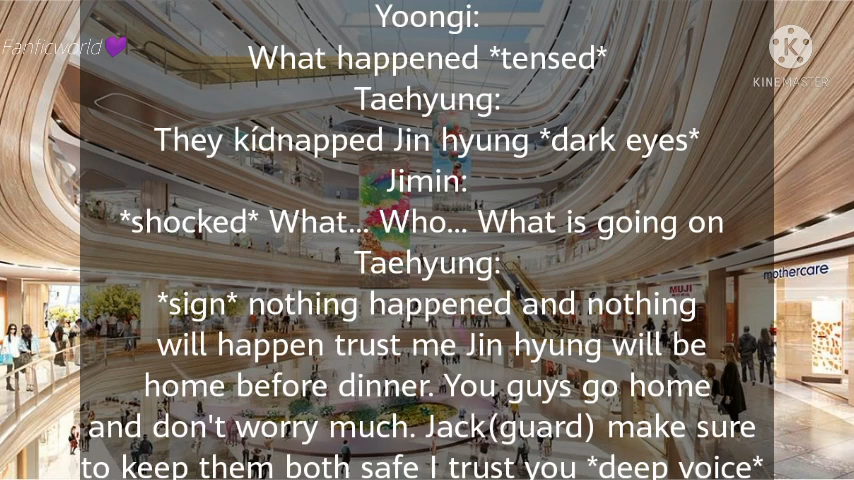 Yoongi:
Fanficworld💜
What happened *tensed*
KINEMASTER
Taehyung:
They kídnapped Jin hyung *dark eyes*
Jimin:
*shocked* What... Who... What is going on
Taehyung:
mothercare
MUJI
*sign* nothing happened and nothing
will happen trust me Jin hyung will be
home before dinner. You guys go home
and don't worry much. Jack(guard) make sure
to keep them both safe I trust you *deep voice*